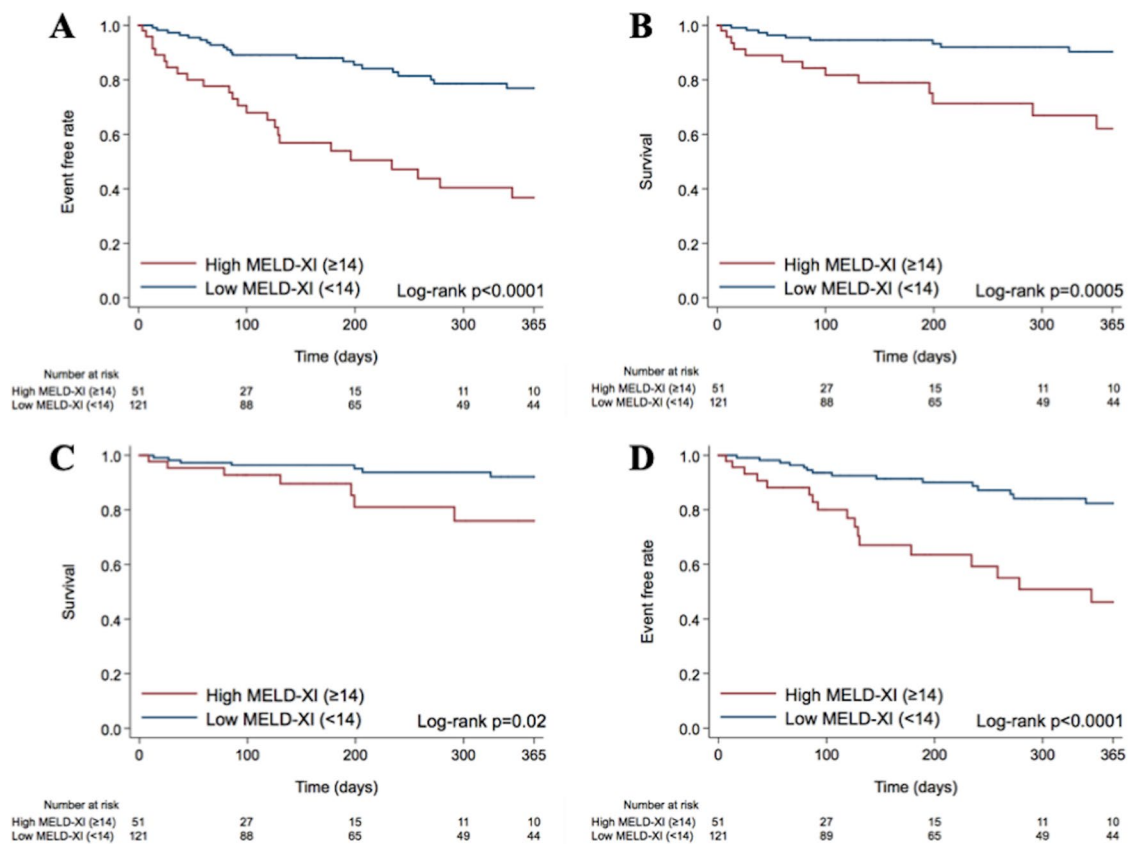 A
1.0
0.8
0.6
0.4
0.2
0.0
Event free rate
High MELD-XI (≥14)
Low MELD-XI (<14)
Log-rank p<0.0001
0 100 200 300 365
Time (days)
Number at risk
High MELD-XI (≥14) 51 27 15 11 10
Low MELD-XI (<14) 121 88 65 49 44
B
1.0
0.8
0.6
0.4
0.2
0.0
Survival
High MELD-XI (≥14)
Low MELD-XI (<14)
Log-rank p=0.0005
0 100 200 300 365
Time (days)
Number at risk
High MELD-XI (≥14) 51 27 15 11 10
Low MELD-XI (<14) 121 88 65 49 44
C
1.0
0.8
0.6
0.4
0.2
0.0
Survival
High MELD-XI (≥14)
Low MELD-XI (<14)
Log-rank p=0.02
0 100 200 300 365
Time (days)
Number at risk
High MELD-XI (≥14) 51 27 15 11 10
Low MELD-XI (<14) 121 88 65 49 44
D
1.0
0.8
0.6
0.4
0.2
0.0
Event free rate
High MELD-XI (≥14)
Low MELD-XI (<14)
Log-rank p<0.0001
0 100 200 300 365
Time (days)
Number at risk
High MELD-XI (≥14) 51 27 15 11 10
Low MELD-XI (<14) 121 89 65 49 44